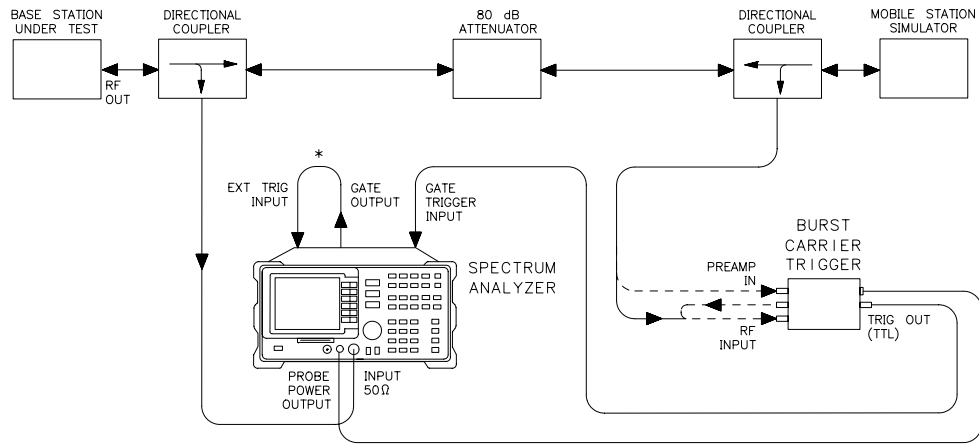 BASE STATION
UNDER TEST
DIRECTIONAL
COUPLER
80 dB
ATTENUATOR
DIRECTIONAL
COUPLER
MOBILE STATION
SIMULATOR
RF
OUT
*
EXT TRIG
INPUT
GATE
OUTPUT
GATE
TRIGGER
INPUT
SPECTRUM
ANALYZER
BURST
CARRIER
TRIGGER
PREAMP
IN
RF
INPUT
TRIG OUT
(TTL)
PROBE
POWER
OUTPUT
INPUT
50Ω